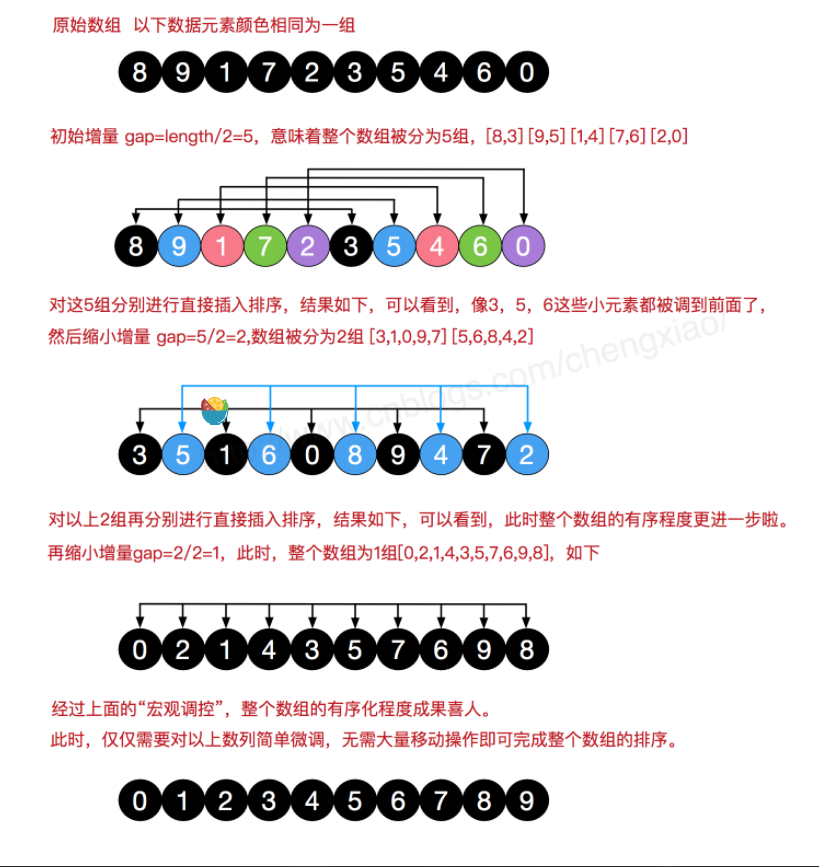 原始数组 以下数据元素颜色相同为一组
8 9 1 7 2 3 5 4 6 0
初始增量 gap=length/2=5，意味着整个数组被分为5组，[8,3][9,5][1,4][7,6][2,0]
8 9 1 7 2 3 5 4 6 0
对这5组分别进行直接插入排序，结果如下，可以看到，像3，5，6这些小元素都被调到前面了，
然后缩小增量 gap=5/2=2,数组被分为2组 [3,1,0,9,7][5,6,8,4,2]
www.cnblogs.com/chengxiao/
3 5 1 6 0 8 9 4 7 2
对以上2组再分别进行直接插入排序，结果如下，可以看到，此时整个数组的有序程度更进一步啦。
再缩小增量gap=2/2=1，此时，整个数组为1组[0,2,1,4,3,5,7,6,9,8]，如下
0 2 1 4 3 5 7 6 9 8
经过上面的“宏观调控”，整个数组的有序化程度成果喜人。
此时，仅仅需要对以上数列简单微调，无需大量移动操作即可完成整个数组的排序。
0 1 2 3 4 5 6 7 8 9